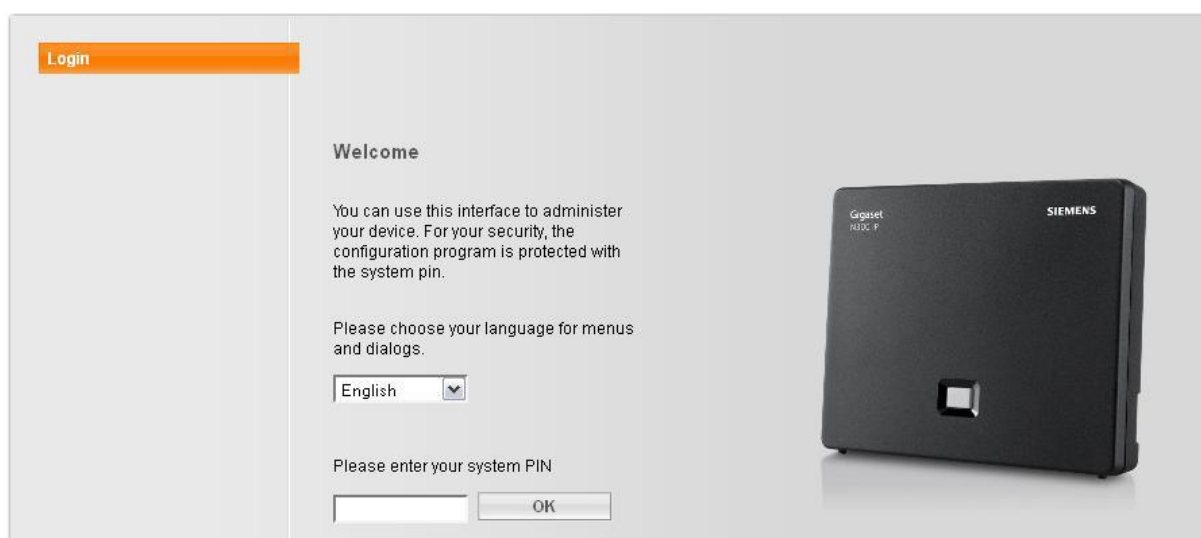 Login
Welcome
You can use this interface to administer
your device. For your security, the
configuration program is protected with
the system pin.
Please choose your language for menus
and dialogs.
English
Please enter your system PIN
OK
Gigaset
SIEMENS